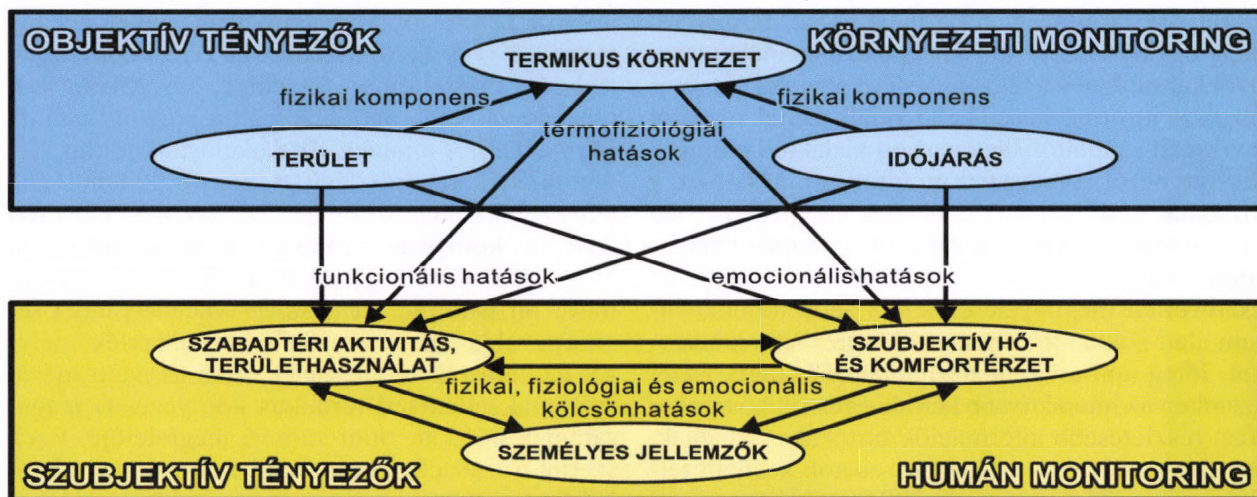 OBJEKTÍV TÉNYEZŐK
KÖRNYEZETI MONITORING
TERMIKUS KÖRNYEZET
fizikai komponens
fizikai komponens
termofiziológiai
hatások
TERÜLET
IDŐJÁRÁS
funkcionális hatások
emocionális hatások
SZABADTÉRI AKTIVITÁS,
TERÜLETHASZNÁLAT
SZUBJEKTÍV HŐ-
ÉS KOMFORTÉRZET
fizikai, fiziológiai és emocionális
kölcsönhatások
SZEMÉLYES JELLEMZŐK
SZUBJEKTÍV TÉNYEZŐK
HUMÁN MONITORING